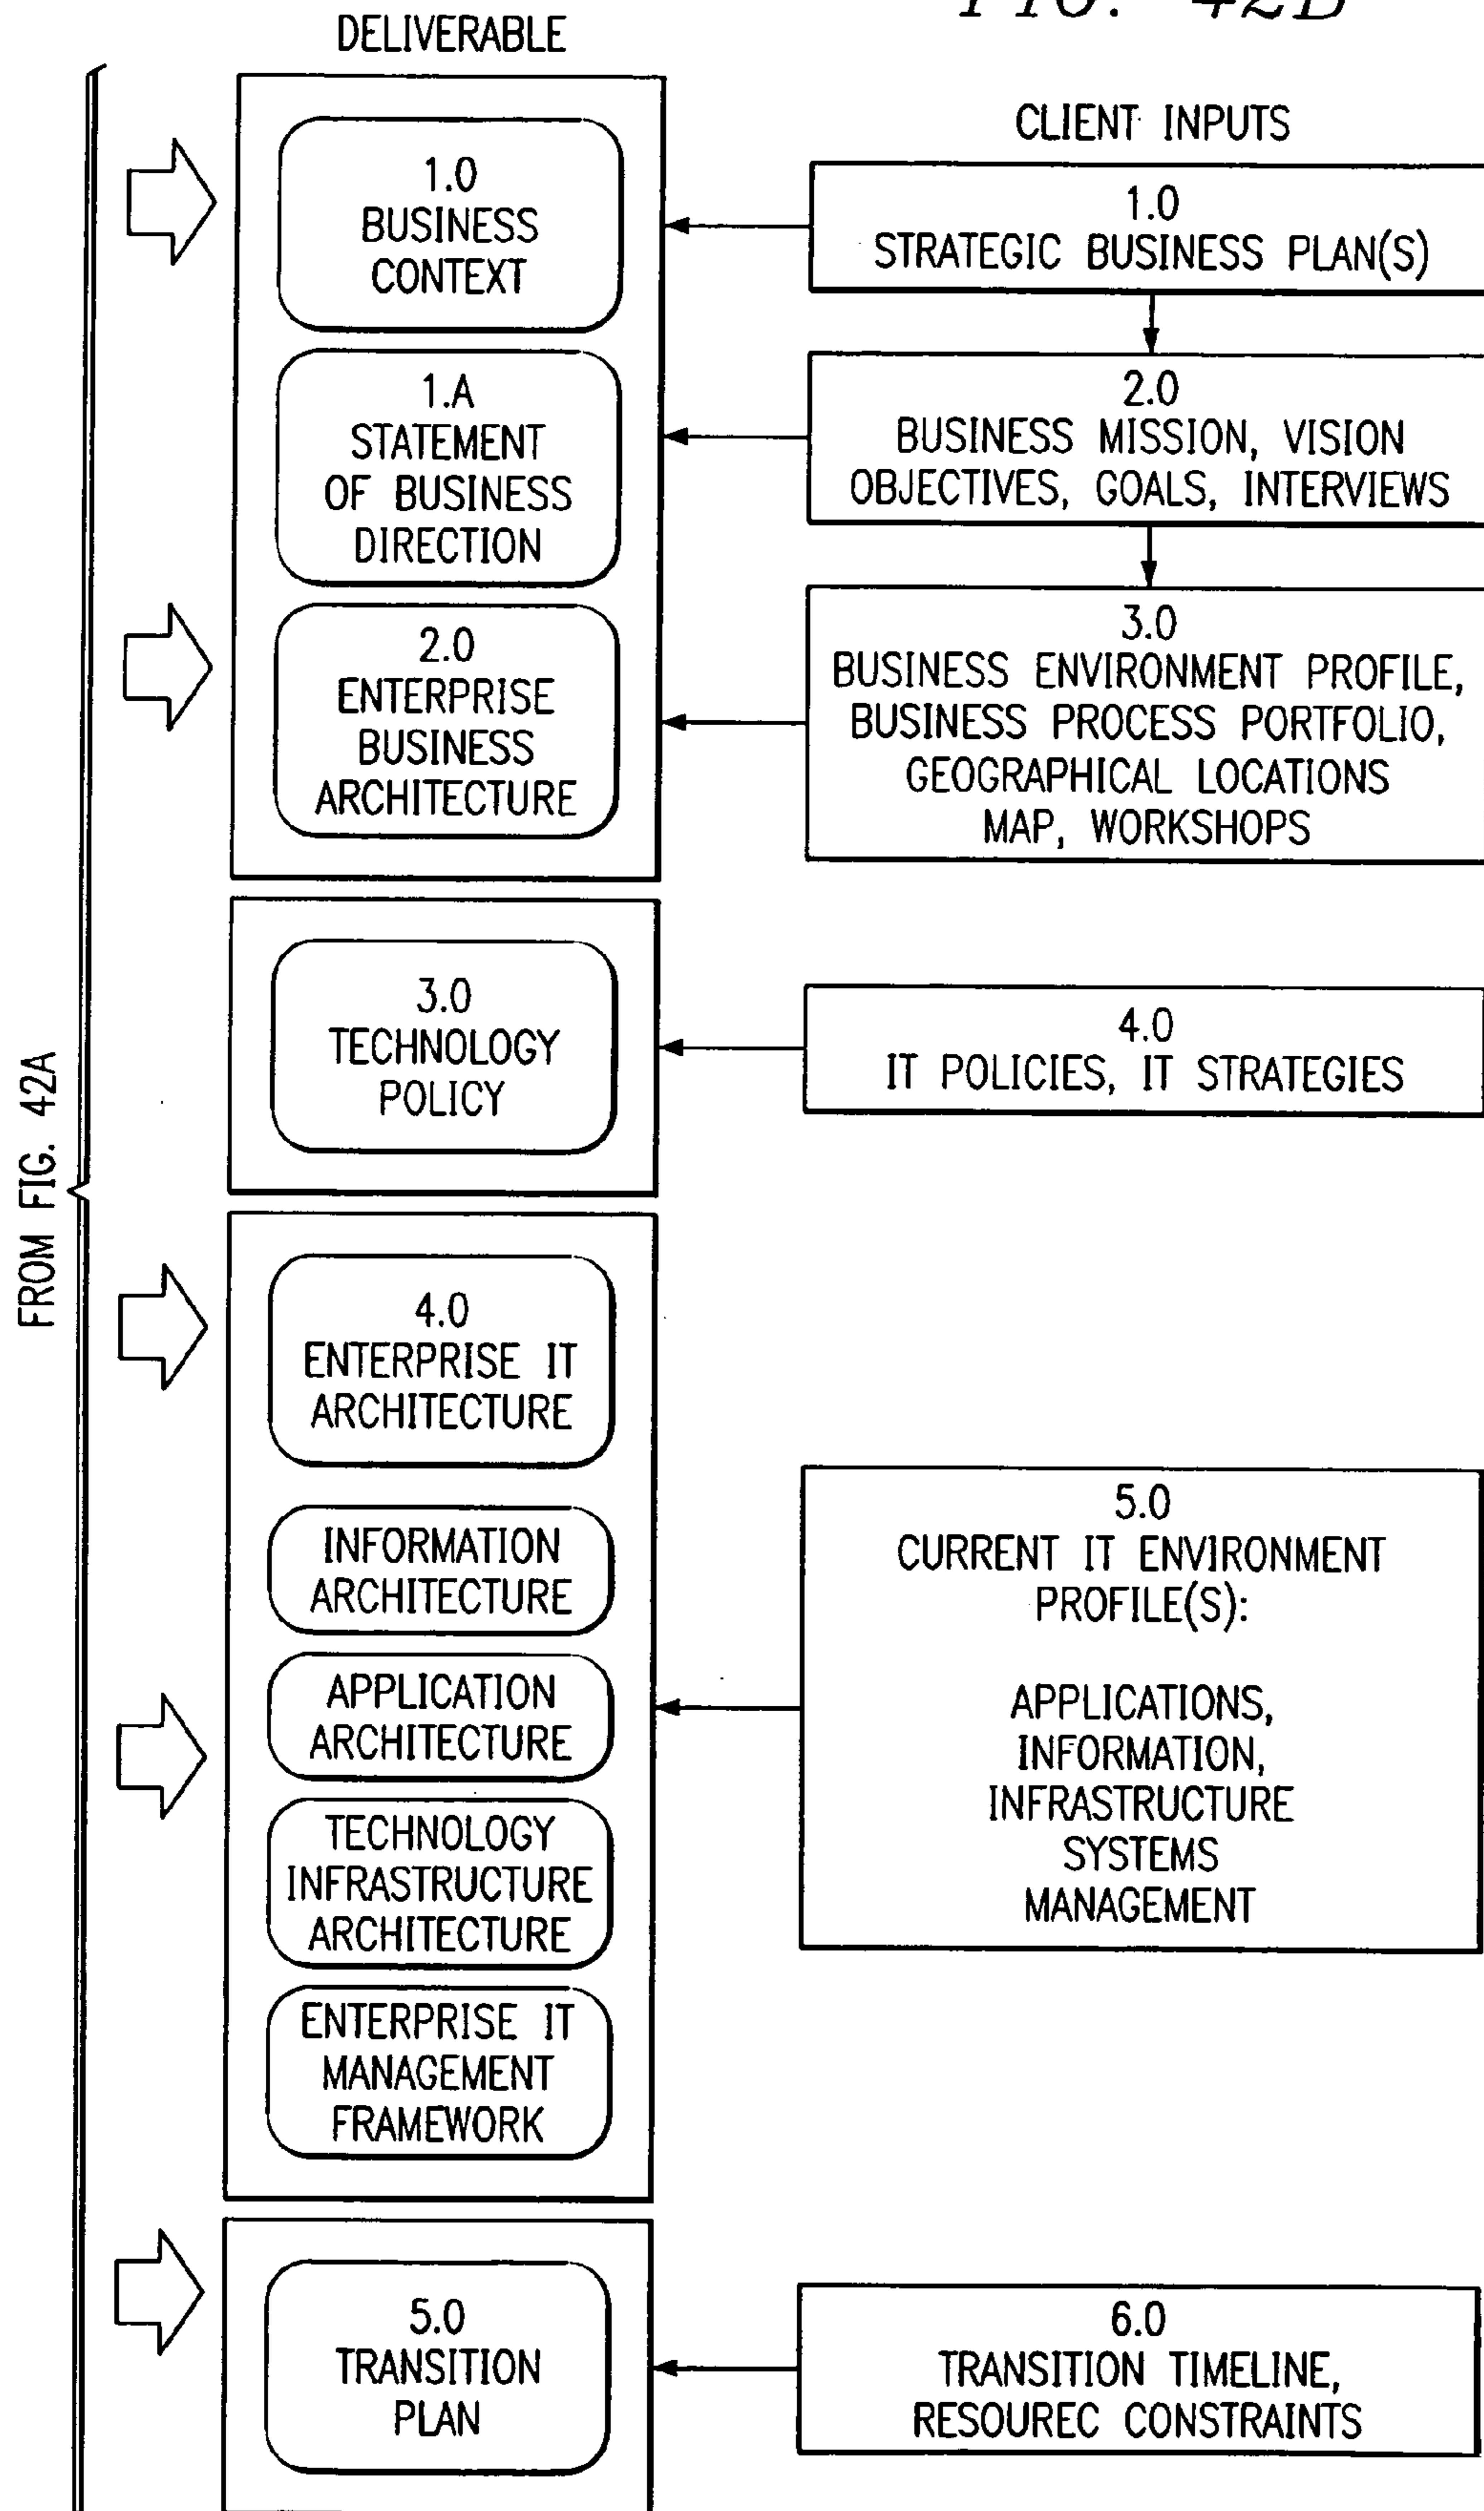 FIG. 42B
DELIVERABLE
1.0
BUSINESS
CONTEXT
1.A
STATEMENT
OF BUSINESS
DIRECTION
2.0
ENTERPRISE
BUSINESS
ARCHITECTURE
3.0
TECHNOLOGY
POLICY
4.0
ENTERPRISE IT
ARCHITECTURE
INFORMATION
ARCHITECTURE
APPLICATION
ARCHITECTURE
TECHNOLOGY
INFRASTRUCTURE
ARCHITECTURE
ENTERPRISE IT
MANAGEMENT
FRAMEWORK
5.0
TRANSITION
PLAN
CLIENT INPUTS
1.0
STRATEGIC BUSINESS PLAN(S)
2.0
BUSINESS MISSION, VISION
OBJECTIVES, GOALS, INTERVIEWS
3.0
BUSINESS ENVIRONMENT PROFILE,
BUSINESS PROCESS PORTFOLIO,
GEOGRAPHICAL LOCATIONS
MAP, WORKSHOPS
4.0
IT POLICIES, IT STRATEGIES
5.0
CURRENT IT ENVIRONMENT
PROFILE(S):
APPLICATIONS,
INFORMATION,
INFRASTRUCTURE
SYSTEMS
MANAGEMENT
6.0
TRANSITION TIMELINE,
RESOUREC CONSTRAINTS
FROM FIG. 42A